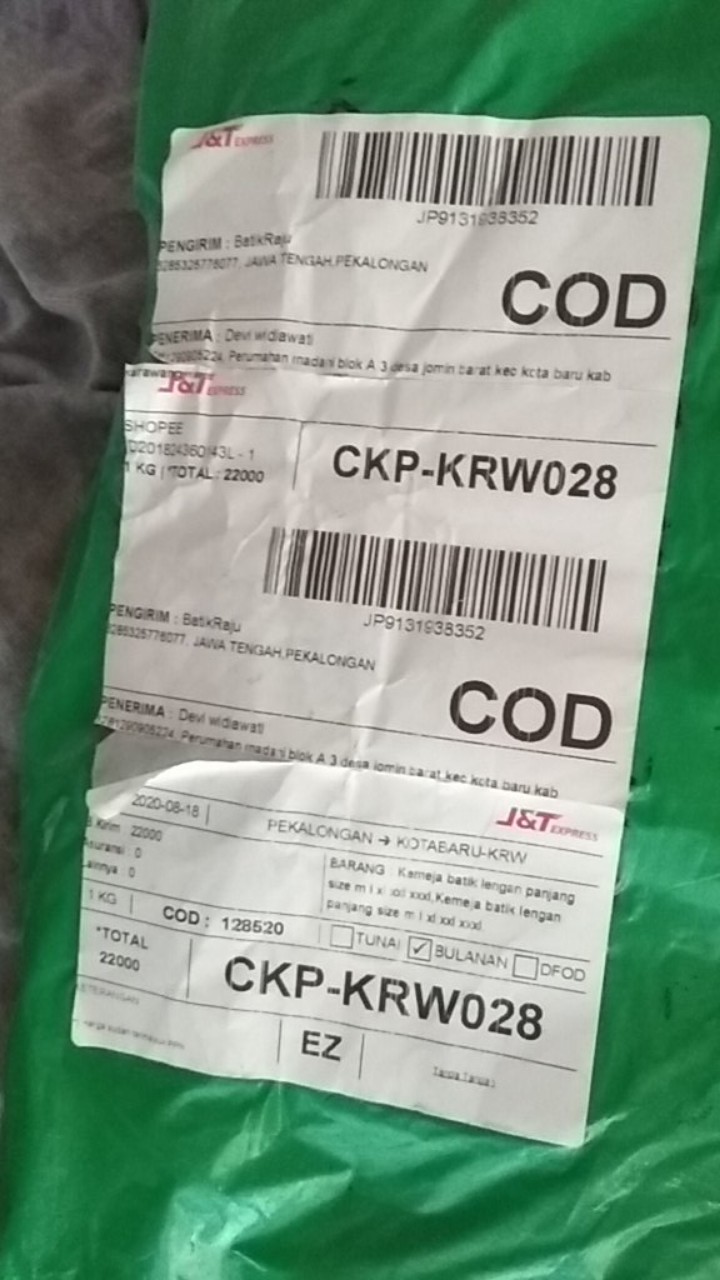 J&T EXPRESS
JP9131938352
PENGIRIM : BatikRaju
6285325778077, JAWA TENGAH,PEKALONGAN
COD
PENERIMA : Devi widiawati
Perumahan madani blok A 3 desa jomin barat kec kota baru kab
karawang
J&T EXPRESS
SHOPEE
1 KG | *TOTAL : 22000
CKP-KRW028
JP9131938352
PENGIRIM : BatikRaju
6285325778077, JAWA TENGAH,PEKALONGAN
COD
PENERIMA : Devi widiawati
6281290905224, Perumahan madani blok A 3 desa jomin barat kec kota baru kab
2020-08-18
J&T EXPRESS
PEKALONGAN → KOTABARU-KRW
B. Kirim : 22000
Asuransi : 0
Lainnya : 0
BARANG : Kemeja batik lengan panjang
size m l xl xxl xxxl,Kemeja batik lengan
panjang size m l xl xxl xxxl
1 KG
COD : 128520
TUNAI BULANAN DFOD
*TOTAL
22000
CKP-KRW028
KETERANGAN
EZ